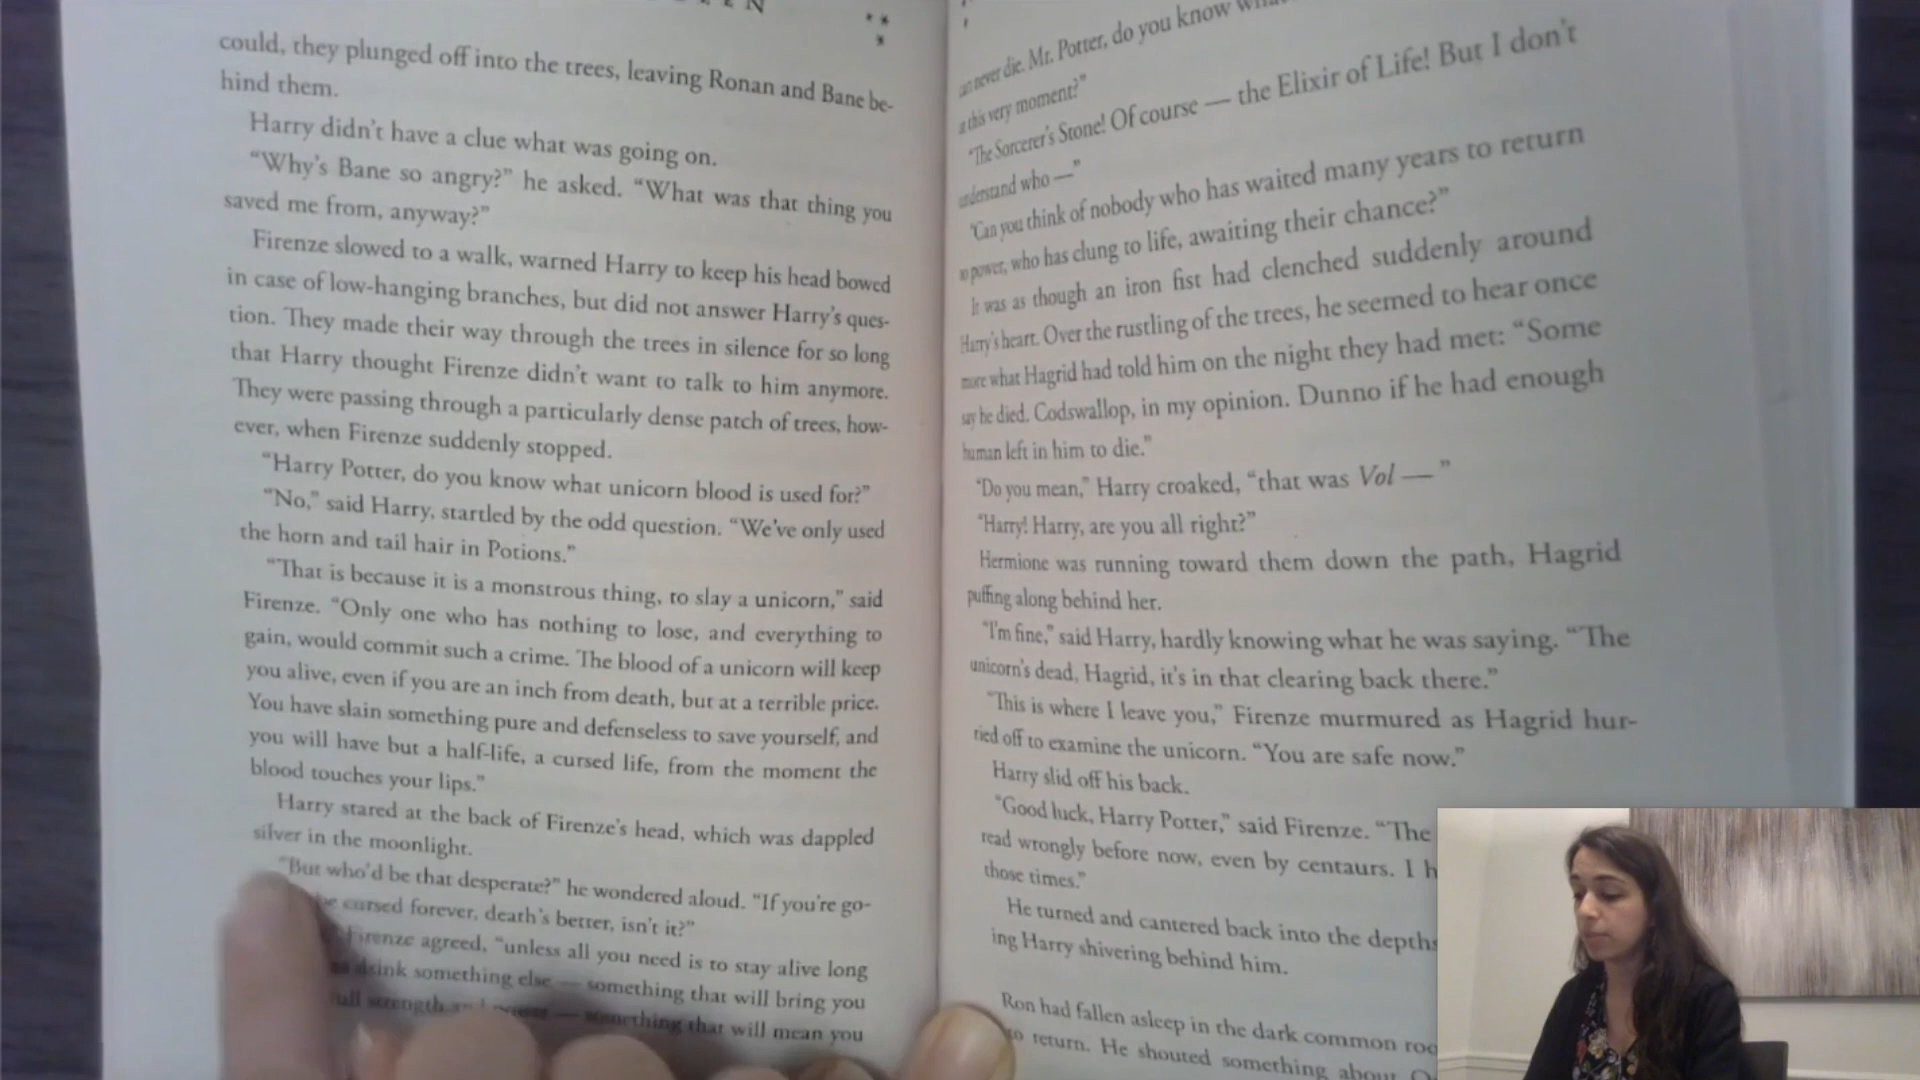 could, they plunged off into the trees, leaving Ronan and Bane be-
hind them.
Harry didn't have a clue what was going on.
“Why's Bane so angry?” he asked. “What was that thing you
saved me from, anyway?”
Firenze slowed to a walk, warned Harry to keep his head bowed
in case of low-hanging branches, but did not answer Harry's ques-
tion. They made their way through the trees in silence for so long
that Harry thought Firenze didn't want to talk to him anymore.
They were passing through a particularly dense patch of trees, how-
ever, when Firenze suddenly stopped.
“Harry Potter, do you know what unicorn blood is used for?”
“No,” said Harry, startled by the odd question. “We've only used
the horn and tail hair in Potions.”
“That is because it is a monstrous thing, to slay a unicorn,” said
Firenze. “Only one who has nothing to lose, and everything to
gain, would commit such a crime. The blood of a unicorn will keep
you alive, even if you are an inch from death, but at a terrible price.
You have slain something pure and defenseless to save yourself, and
you will have but a half-life, a cursed life, from the moment the
blood touches your lips.”
Harry stared at the back of Firenze's head, which was dappled
silver in the moonlight.
“But who'd be that desperate?” he wondered aloud. “If you're go-
be cursed forever, death's better, isn't it?”
Firenze agreed, “unless all you need is to stay alive long
drink something else — something that will bring you
full strength and power — something that will mean you
can never die. Mr. Potter, do you know
at this very moment?”
“The Sorcerer's Stone! Of course — the Elixir of Life! But I don't
understand who —”
“Can you think of nobody who has waited many years to return
to power, who has clung to life, awaiting their chance?”
It was as though an iron fist had clenched suddenly around
Harry's heart. Over the rustling of the trees, he seemed to hear once
more what Hagrid had told him on the night they had met: “Some
say he died. Codswallop, in my opinion. Dunno if he had enough
human left in him to die.”
“Do you mean,” Harry croaked, “that was Vol —”
“Harry! Harry, are you all right?”
Hermione was running toward them down the path, Hagrid
puffing along behind her.
“I'm fine,” said Harry, hardly knowing what he was saying. “The
unicorn's dead, Hagrid, it's in that clearing back there.”
“This is where I leave you,” Firenze murmured as Hagrid hur-
ried off to examine the unicorn. “You are safe now.”
Harry slid off his back.
“Good luck, Harry Potter,” said Firenze. “The
read wrongly before now, even by centaurs. I h
those times.”
He turned and cantered back into the depths
ing Harry shivering behind him.
Ron had fallen asleep in the dark common roo
to return. He shouted something about